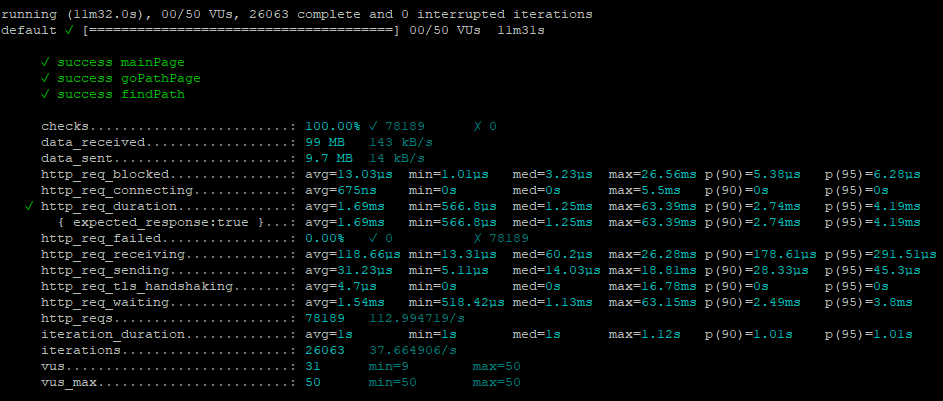 running (11m32.0s), 00/50 VUs, 26063 complete and 0 interrupted iterations
default ✓ [======================================] 00/50 VUs  11m31s
✓ success mainPage
✓ success goPathPage
✓ success findPath
checks.........................: 100.00% ✓ 78189 ✗ 0
data_received..................: 99 MB 143 kB/s
data_sent......................: 9.7 MB 14 kB/s
http_req_blocked...............: avg=13.03µs min=1.01µs med=3.23µs max=26.56ms p(90)=5.38µs p(95)=6.28µs
http_req_connecting............: avg=675ns min=0s med=0s max=5.5ms p(90)=0s p(95)=0s
✓ http_req_duration..............: avg=1.69ms min=566.8µs med=1.25ms max=63.39ms p(90)=2.74ms p(95)=4.19ms
{ expected_response:true }...: avg=1.69ms min=566.8µs med=1.25ms max=63.39ms p(90)=2.74ms p(95)=4.19ms
http_req_failed................: 0.00% ✓ 0 ✗ 78189
http_req_receiving.............: avg=118.66µs min=13.31µs med=60.2µs max=26.28ms p(90)=178.61µs p(95)=291.51µs
http_req_sending...............: avg=31.23µs min=5.11µs med=14.03µs max=18.81ms p(90)=28.33µs p(95)=45.3µs
http_req_tls_handshaking.......: avg=4.7µs min=0s med=0s max=16.78ms p(90)=0s p(95)=0s
http_req_waiting...............: avg=1.54ms min=518.42µs med=1.13ms max=63.15ms p(90)=2.49ms p(95)=3.8ms
http_reqs......................: 78189 112.994719/s
iteration_duration.............: avg=1s min=1s med=1s max=1.12s p(90)=1.01s p(95)=1.01s
iterations.....................: 26063 37.664906/s
vus............................: 31 min=9 max=50
vus_max........................: 50 min=50 max=50